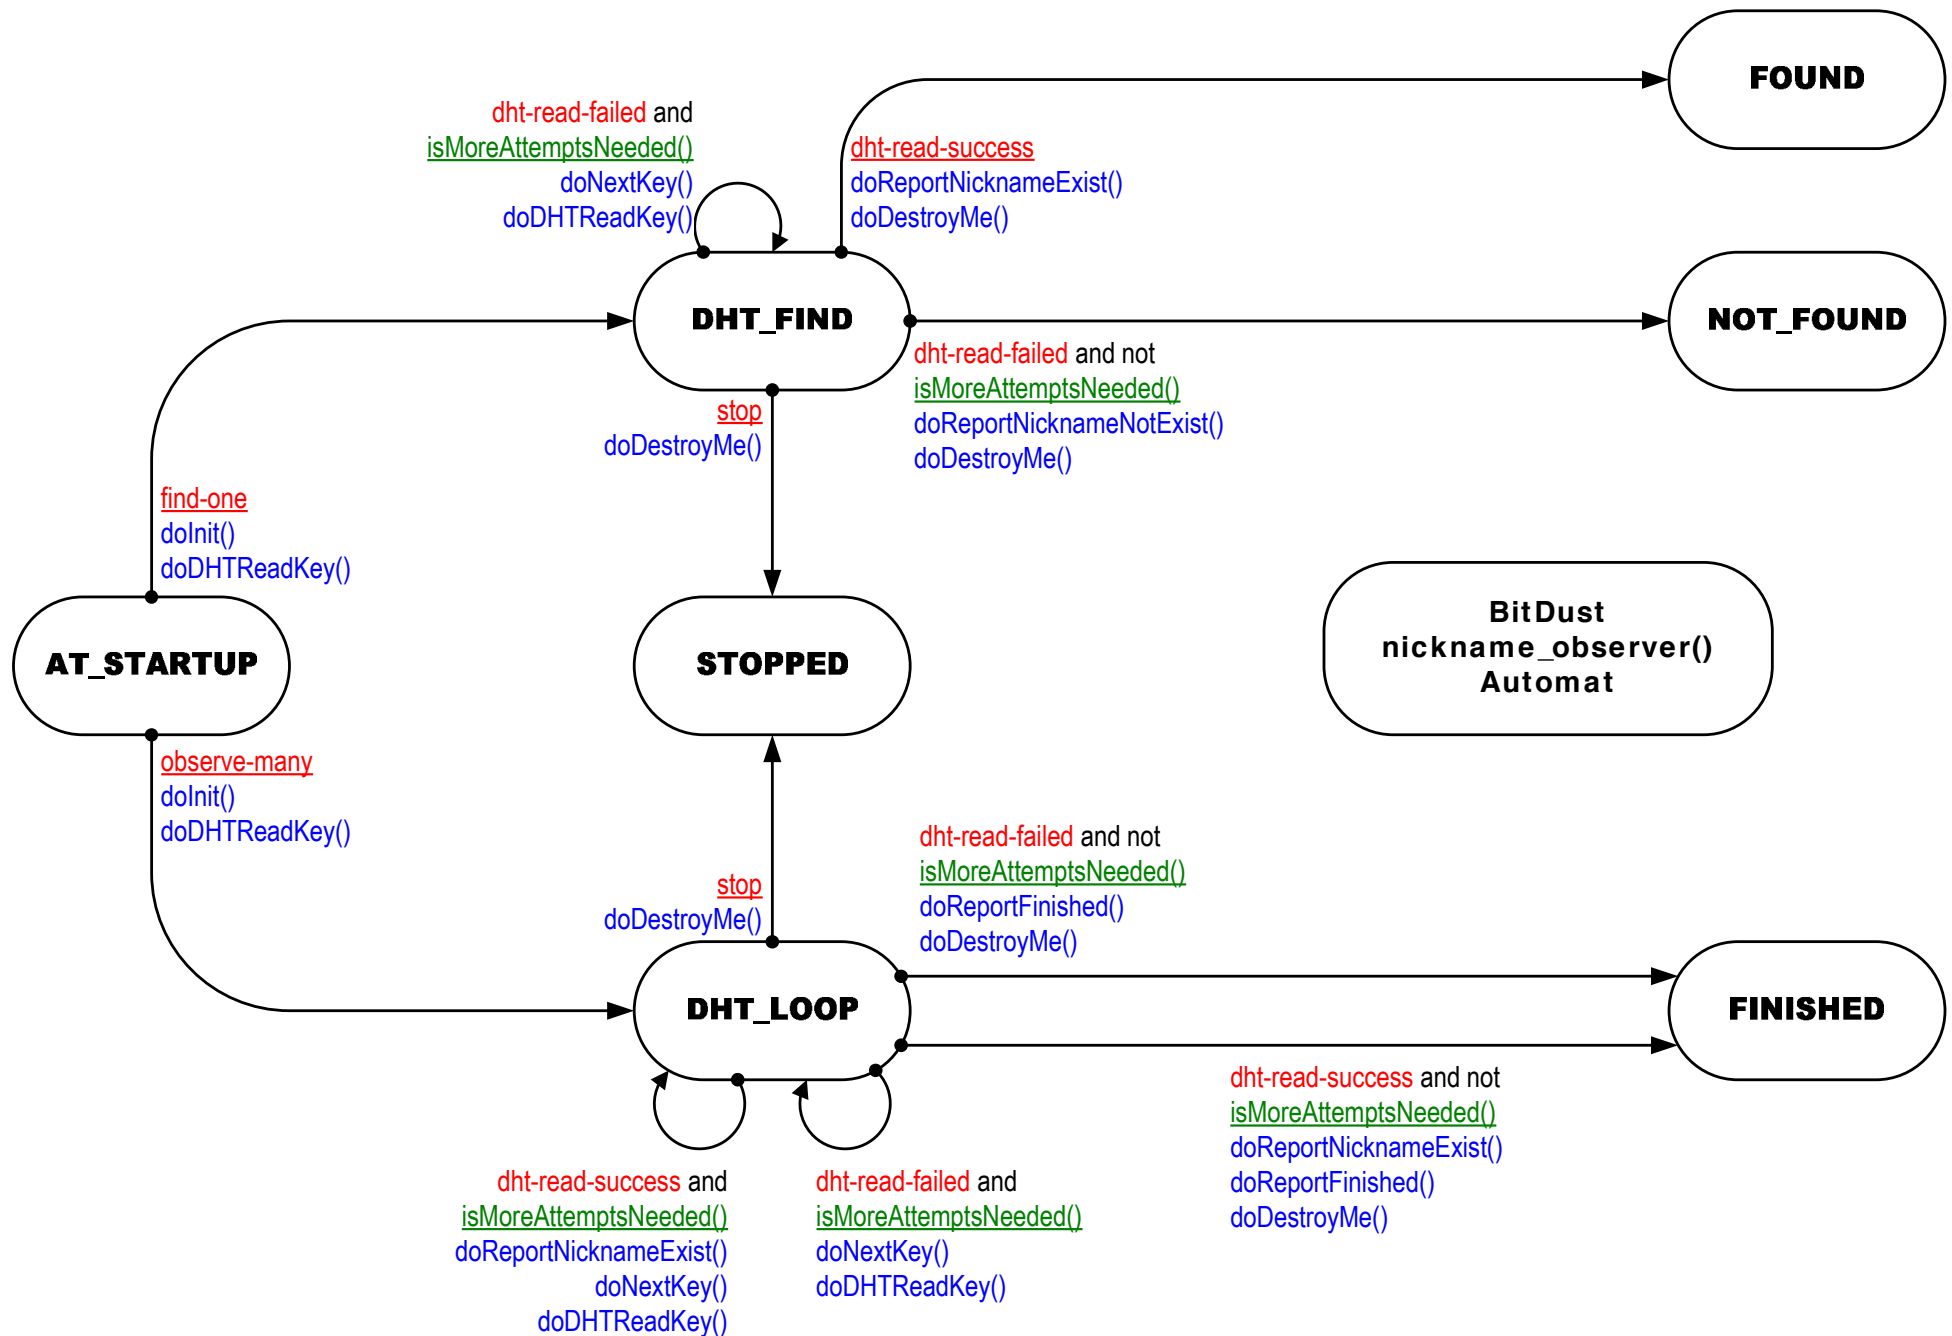 FOUND
dht-read-failed and
isMoreAttemptsNeeded()
doNextKey()
doDHTReadKey()
dht-read-success
doReportNicknameExist()
doDestroyMe()
DHT_FIND
NOT_FOUND
dht-read-failed and not
isMoreAttemptsNeeded()
doReportNicknameNotExist()
doDestroyMe()
stop
doDestroyMe()
find-one
doInit()
doDHTReadKey()
AT_STARTUP
STOPPED
BitDust
nickname_observer()
Automat
observe-many
doInit()
doDHTReadKey()
stop
doDestroyMe()
dht-read-failed and not
isMoreAttemptsNeeded()
doReportFinished()
doDestroyMe()
DHT_LOOP
FINISHED
dht-read-success and not
isMoreAttemptsNeeded()
doReportNicknameExist()
doReportFinished()
doDestroyMe()
dht-read-success and
isMoreAttemptsNeeded()
doReportNicknameExist()
doNextKey()
doDHTReadKey()
dht-read-failed and
isMoreAttemptsNeeded()
doNextKey()
doDHTReadKey()